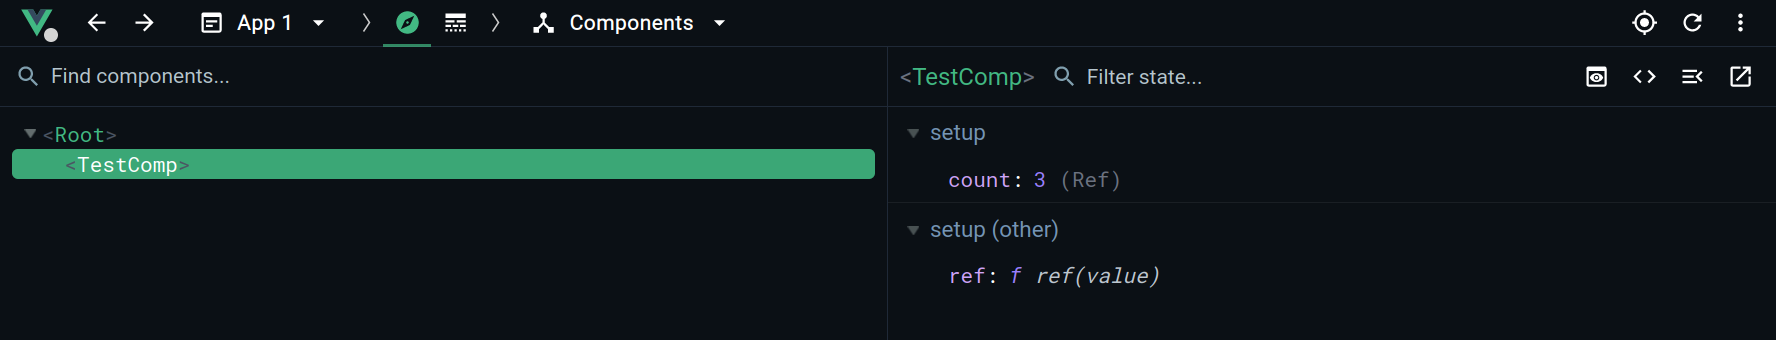 App 1 Components
Find components...
<TestComp> Filter state...
<Root>
<TestComp>
setup
count: 3 (Ref)
setup (other)
ref: f ref(value)